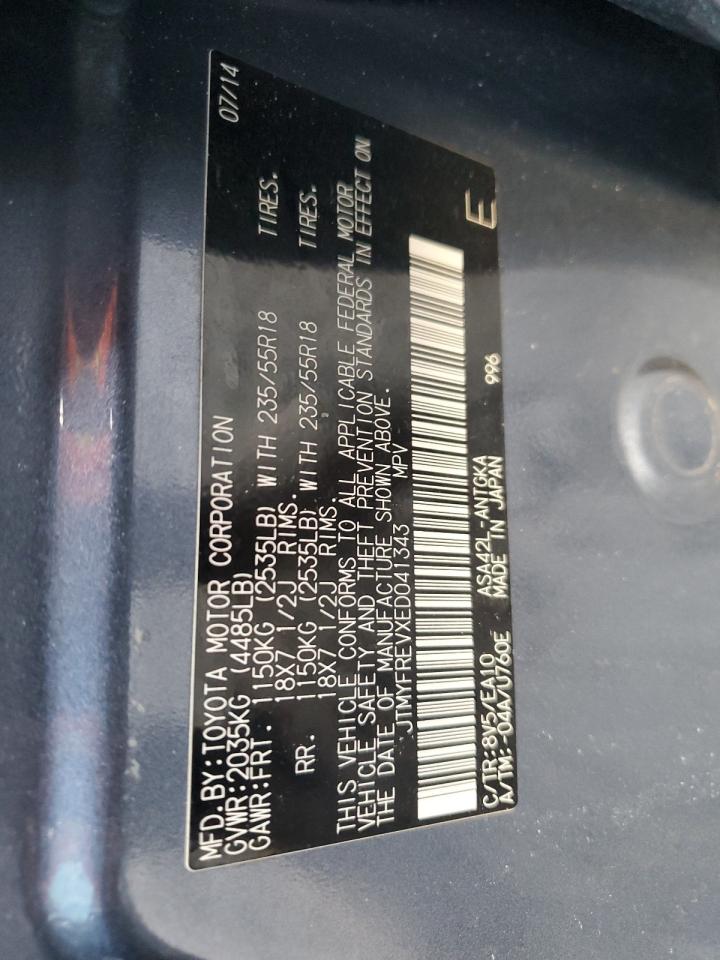 MFD.BY:TOYOTA MOTOR CORPORATION 07/14
GVWR:2035KG (4485LB)
GAWR:FRT. 1150KG (2535LB) WITH 235/55R18 TIRES.
18X7 1/2J RIMS.
RR. 1150KG (2535LB) WITH 235/55R18 TIRES.
18X7 1/2J RIMS.
THIS VEHICLE CONFORMS TO ALL APPLICABLE FEDERAL MOTOR
VEHICLE SAFETY AND THEFT PREVENTION STANDARDS IN EFFECT ON
THE DATE OF MANUFACTURE SHOWN ABOVE.
JTMYFREVXED041343 MPV
C/TR:8V5/EA10 ASA42L-ANTGKA 996 E
A/TM:-04A/U760E MADE IN JAPAN